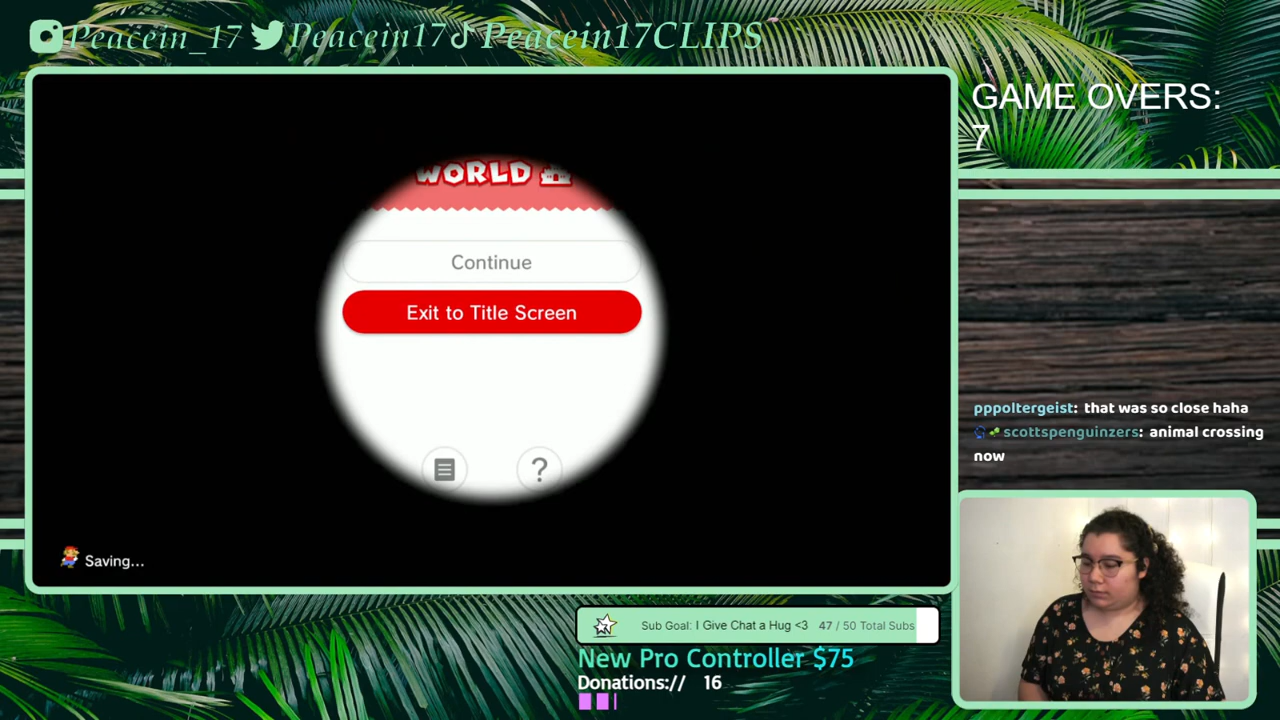 Peacein_17 Peacein17 Peacein17CLIPS
GAME OVERS:
7
WORLD
Continue
Exit to Title Screen
?
Saving...
pppoltergeist: that was so close haha
scottspenguinzers: animal crossing
now
Sub Goal: I Give Chat a Hug <3 47 / 50 Total Subs
New Pro Controller $75
Donations:// 16